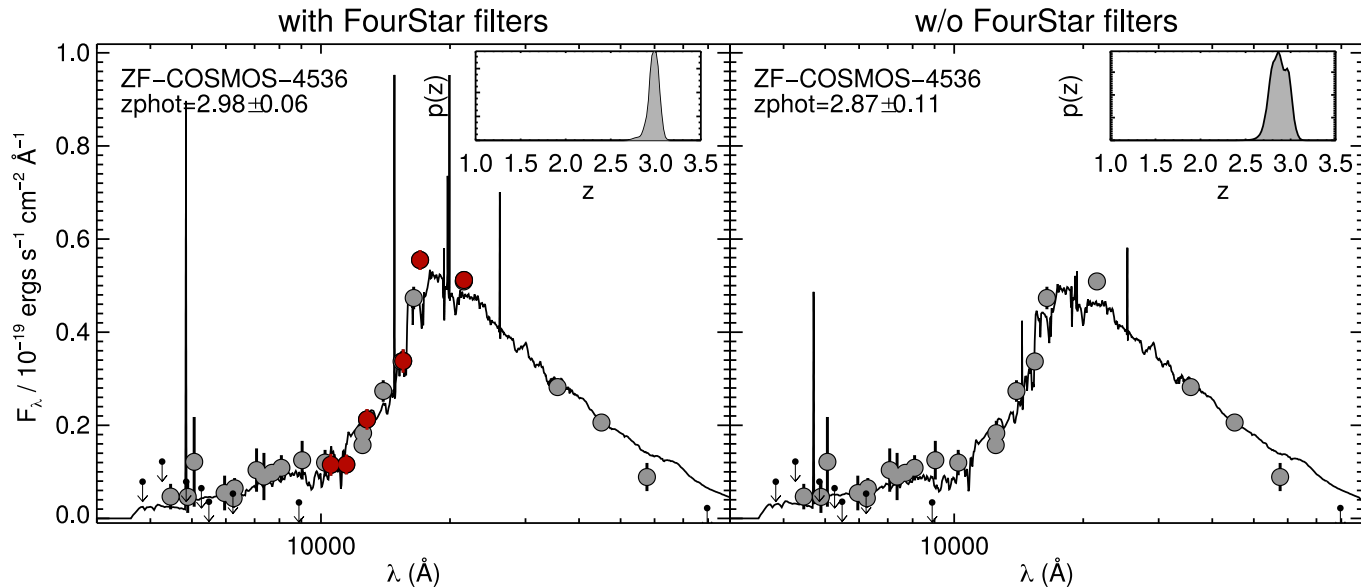 with FourStar filters
w/o FourStar filters
ZF-COSMOS-4536
zphot=2.98±0.06
p(z)
1.0 1.5 2.0 2.5 3.0 3.5
z
ZF-COSMOS-4536
zphot=2.87±0.11
p(z)
1.0 1.5 2.0 2.5 3.0 3.5
z
1.0
0.8
0.6
0.4
0.2
0.0
Fλ / 10⁻¹⁹ ergs s⁻¹ cm⁻² Å⁻¹
10000
λ (Å)
10000
λ (Å)